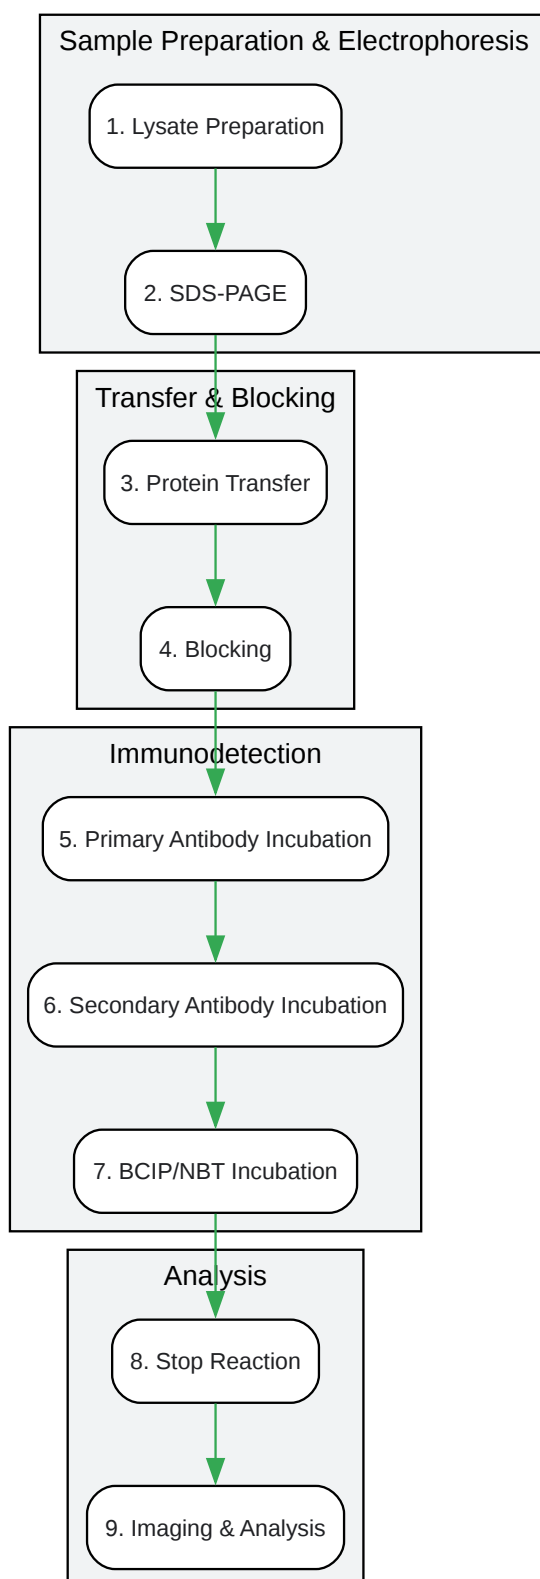 Sample Preparation & Electrophoresis
1. Lysate Preparation
2. SDS-PAGE
Transfer & Blocking
3. Protein Transfer
4. Blocking
Immunodetection
5. Primary Antibody Incubation
6. Secondary Antibody Incubation
7. BCIP/NBT Incubation
Analysis
8. Stop Reaction
9. Imaging & Analysis